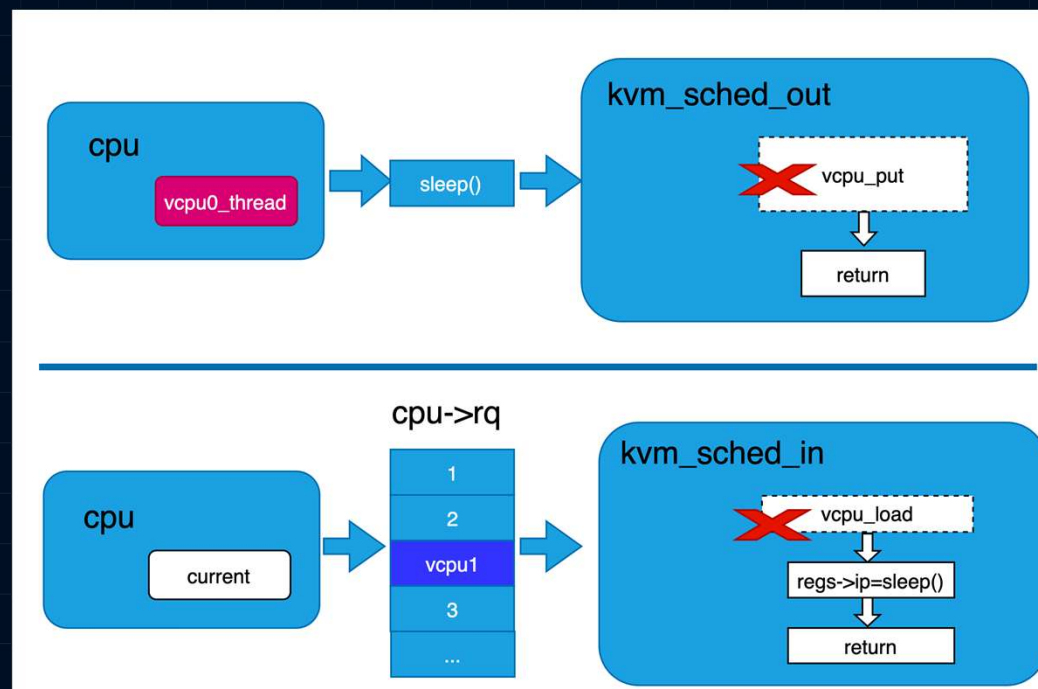 cpu
vcpu0_thread
sleep()
kvm_sched_out
vcpu_put
return
cpu
current
cpu->rq
1
2
vcpu1
3
...
kvm_sched_in
vcpu_load
regs->ip=sleep()
return